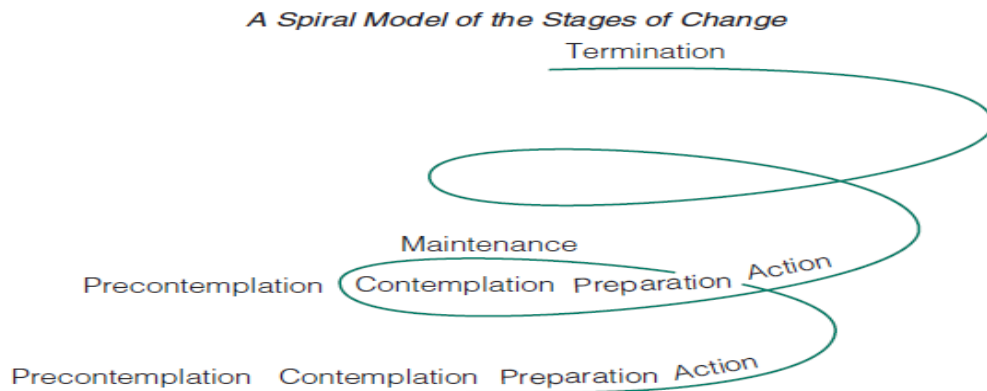 A Spiral Model of the Stages of Change
Termination
Maintenance
Precontemplation Contemplation Preparation Action
Precontemplation Contemplation Preparation Action